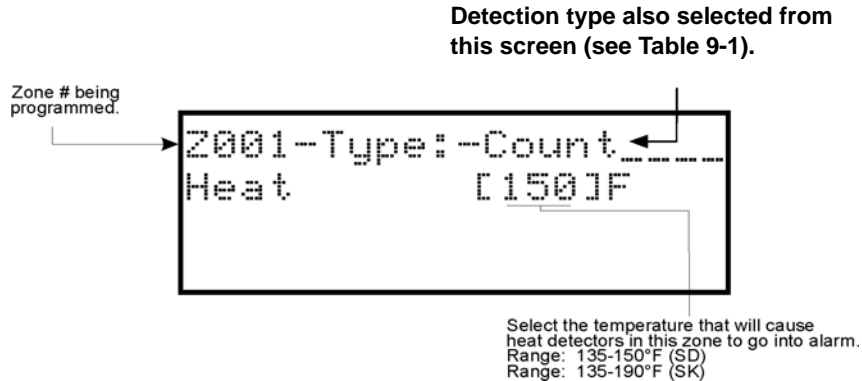 Detection type also selected from
this screen (see Table 9-1).
Zone # being
programmed.
Z001-Type:-Count____
Heat [150]F
Select the temperature that will cause
heat detectors in this zone to go into alarm.
Range: 135-150°F (SD)
Range: 135-190°F (SK)